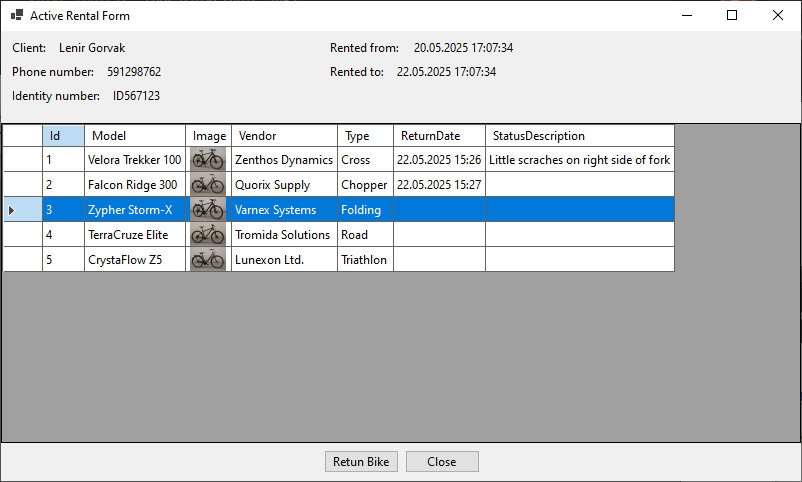 Active Rental Form
Client: Lenir Gorvak Rented from: 20.05.2025 17:07:34
Phone number: 591298762 Rented to: 22.05.2025 17:07:34
Identity number: ID567123
Id Model Image Vendor Type ReturnDate StatusDescription
1 Velora Trekker 100 Zenthos Dynamics Cross 22.05.2025 15:26 Little scraches on right side of fork
2 Falcon Ridge 300 Quorix Supply Chopper 22.05.2025 15:27
3 Zypher Storm-X Varnex Systems Folding
4 TerraCruze Elite Tromida Solutions Road
5 CrystaFlow Z5 Lunexon Ltd. Triathlon
Retun Bike Close